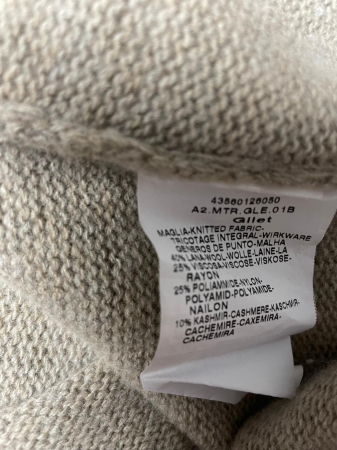 43580126050
A2.MTR.GLE.01B
Gilet
MAGLIA-KNITTED FABRIC-
TRICOTAGE INTEGRAL-WIRKWARE
GENEROS DE PUNTO-MALHA
40% LANA-WOOL-WOLLE-LAINE-LA
25% VISCOSA-VISCOSE-VISKOSE-
RAYON
25% POLIAMMIDE-NYLON-
POLYAMID-POLYAMIDE-
NAILON
10% KASHMIR-CASHMERE-KASCHMIR-
CACHEMIRE-CAXEMIRA-
CACHEMIRA